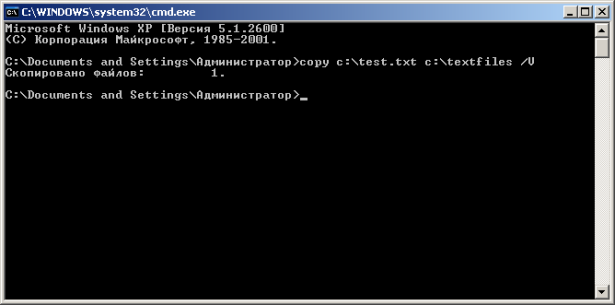 C:\WINDOWS\system32\cmd.exe
Microsoft Windows XP [Версия 5.1.2600]
(С) Корпорация Майкрософт, 1985-2001.
C:\Documents and Settings\Администратор>copy c:\test.txt c:\textfiles /V
Скопировано файлов: 1.
C:\Documents and Settings\Администратор>_